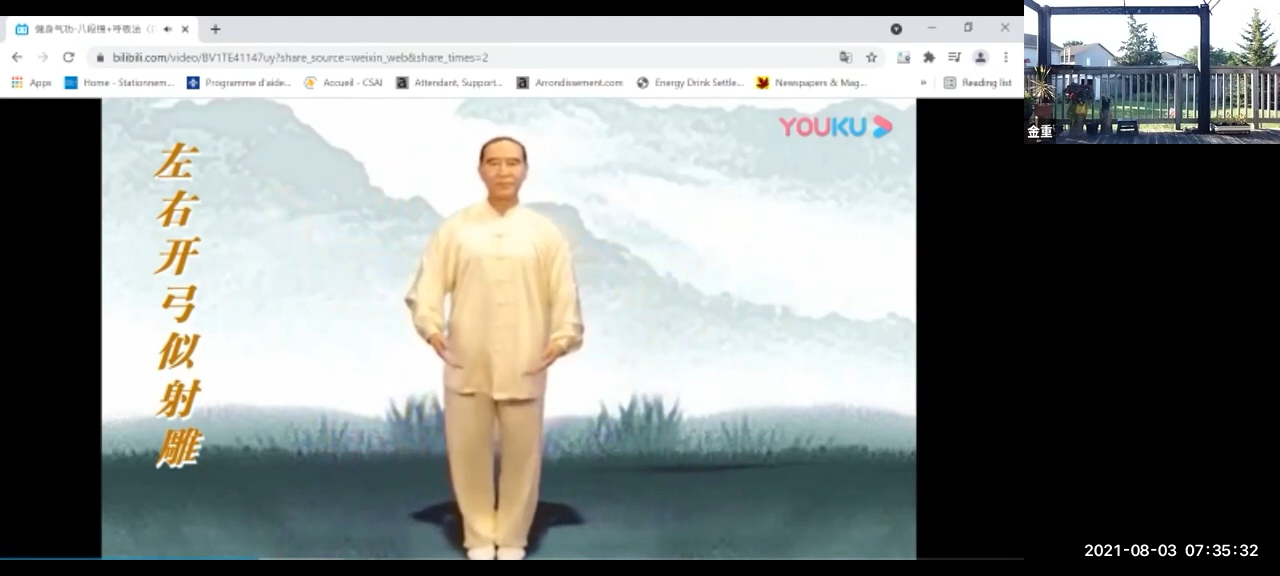 健身气功-八段锦+呼吸法
bilibili.com/video/BV1TE41147uy?share_source=weixin_web&share_times=2
Apps
Home - Stationnem...
Programme d'aide...
Accueil - CSAI
Attendant, Support...
Arrondissement.com
Energy Drink Settle...
Newspapers & Mag...
»
Reading list
YOUKU
左右开弓似射雕
金重
2021-08-03 07:35:32